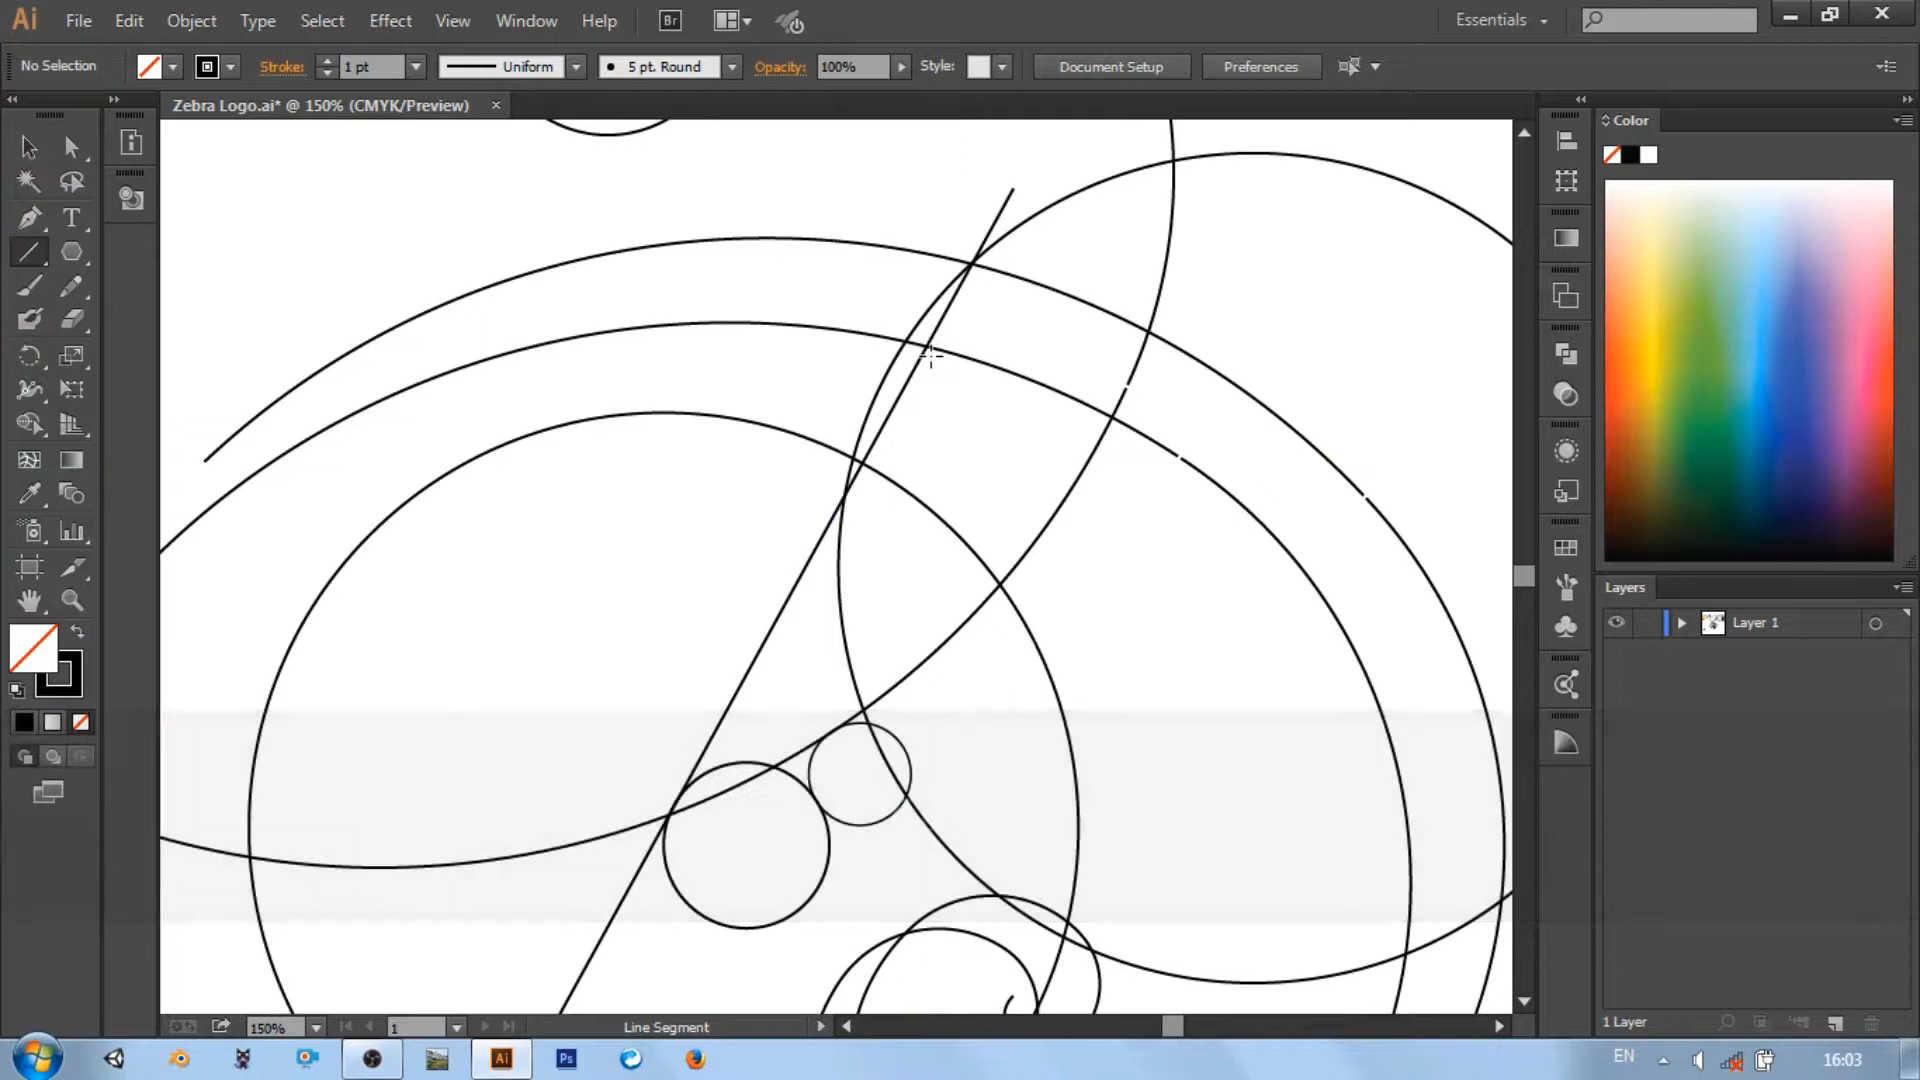 Ai File Edit Object Type Select Effect View Window Help Br Essentials
No Selection Stroke: 1 pt Uniform 5 pt. Round Opacity: 100% Style: Document Setup Preferences
Zebra Logo.ai* @ 150% (CMYK/Preview) ×
Color
Layers
Layer 1
1 Layer
150% 1 Line Segment
Ai Ps EN 16:03